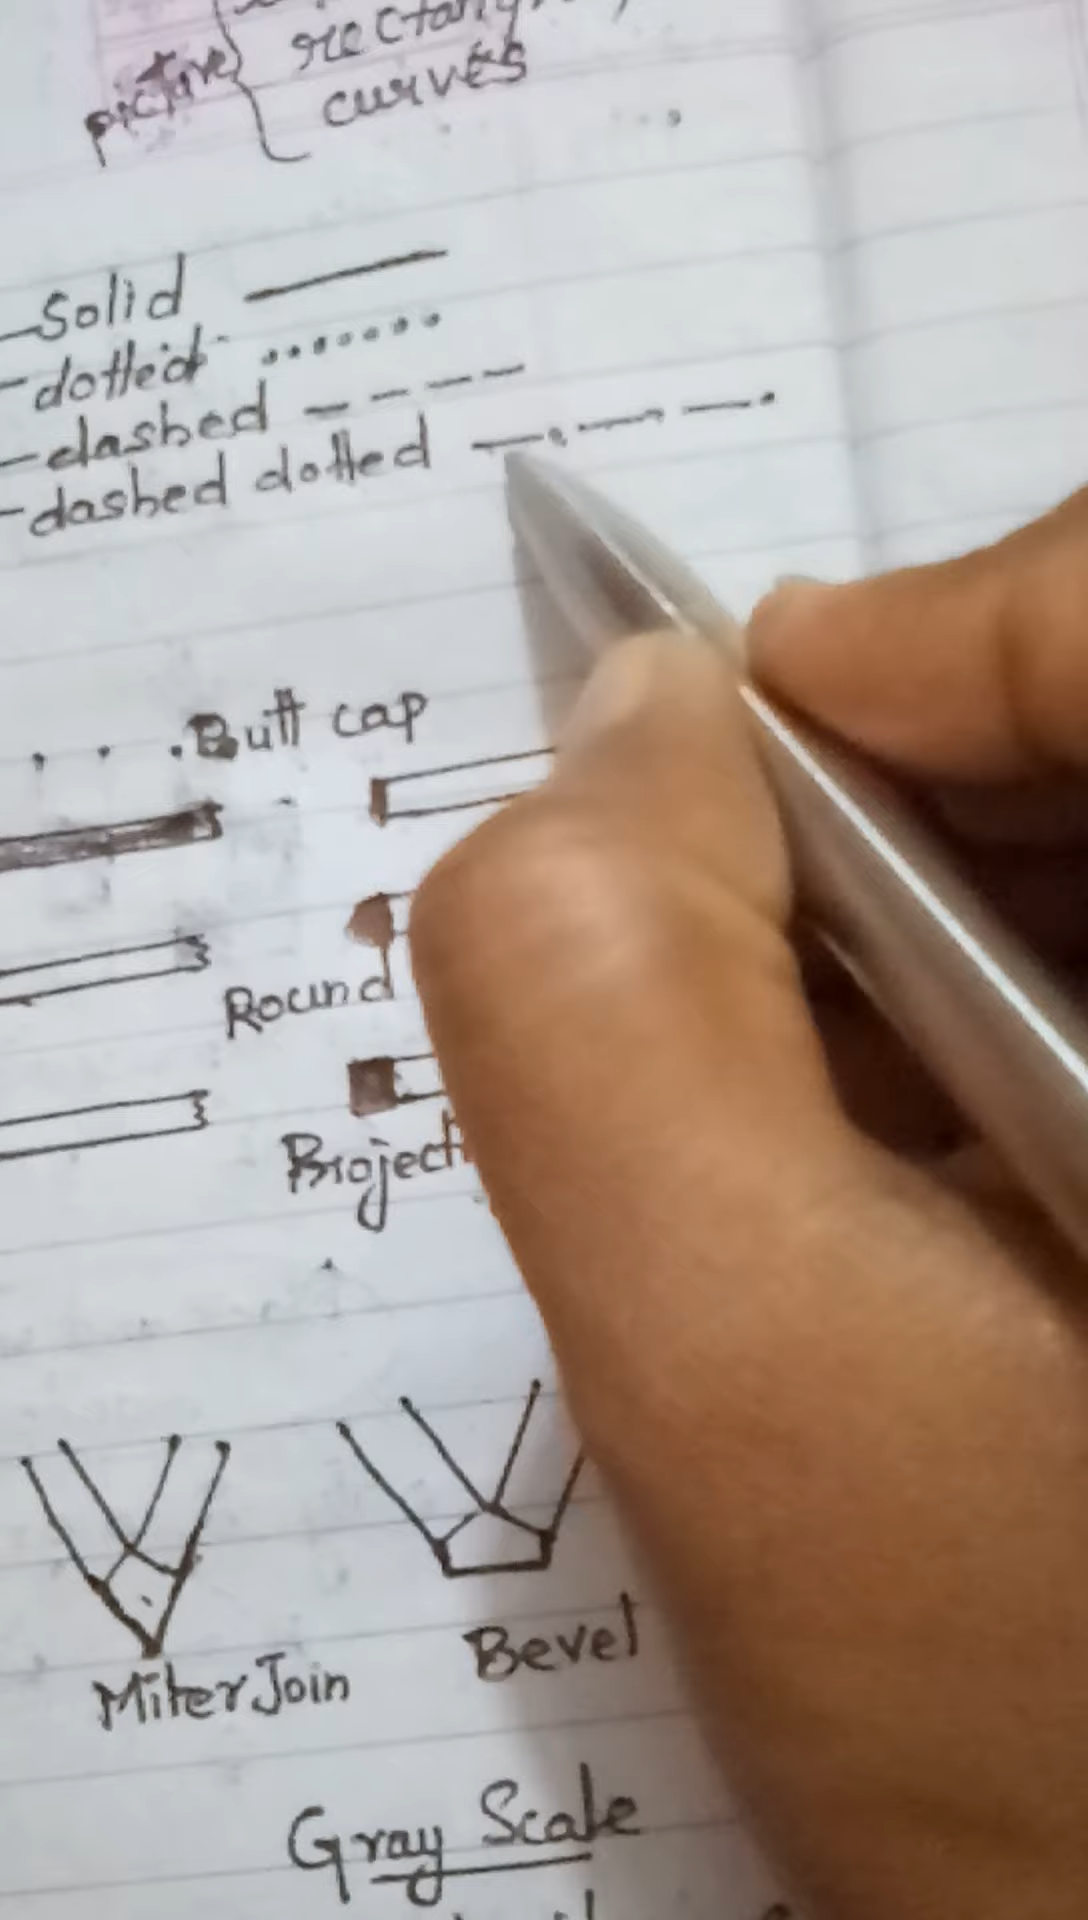 picture
curves
Solid
dotted
dashed
dashed dotted
Butt cap
Round
Project
Miter Join
Bevel
Gray Scale